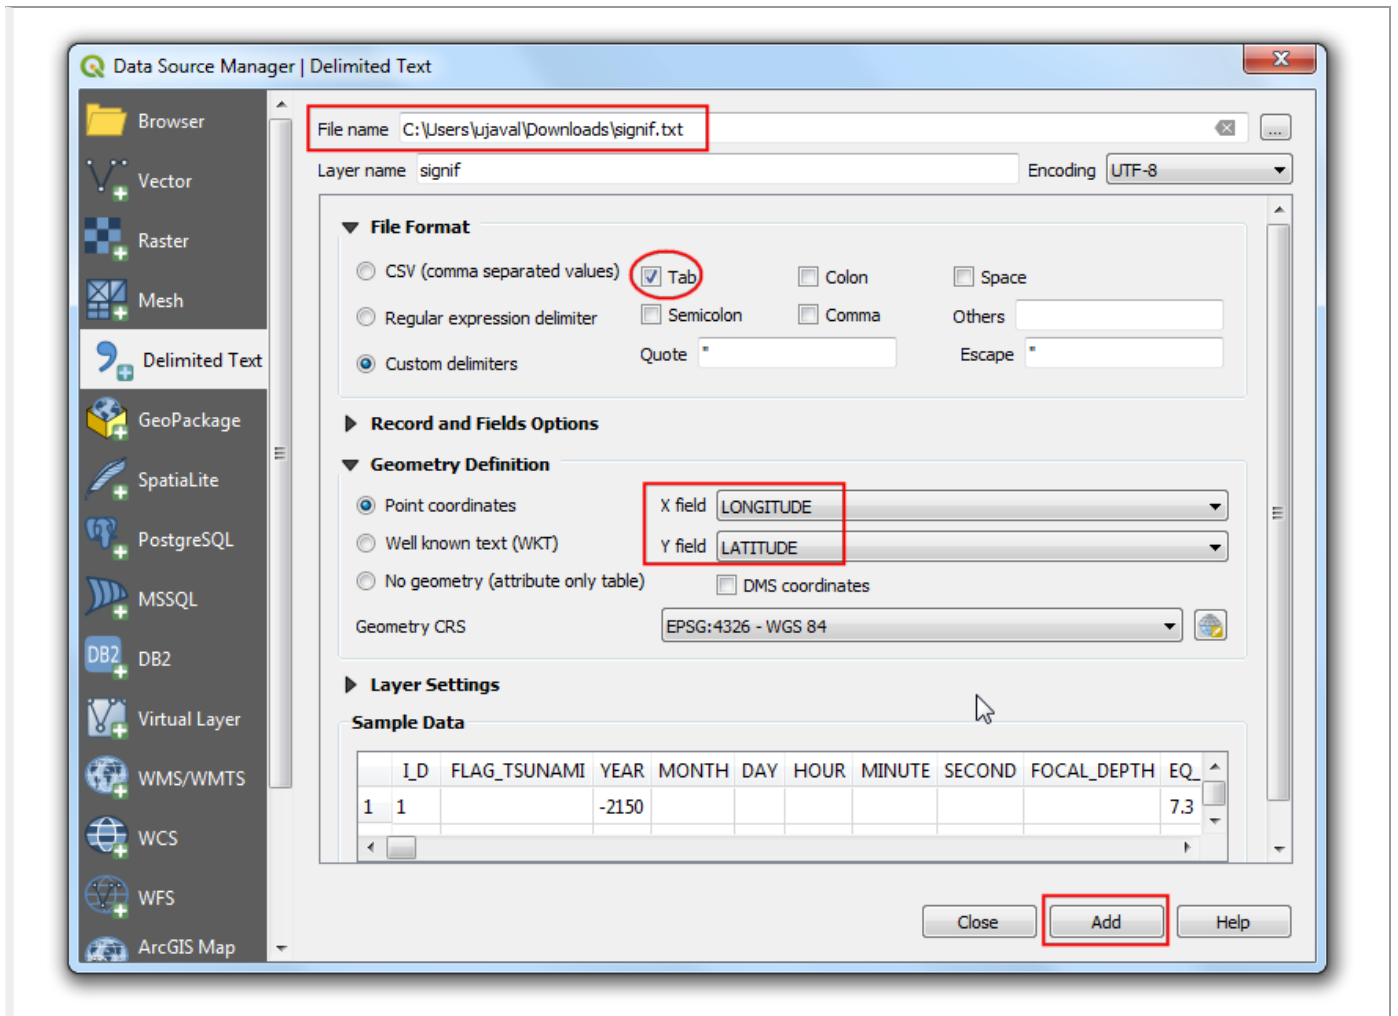 Data Source Manager | Delimited Text
Browser
Vector
Raster
Mesh
Delimited Text
GeoPackage
SpatiaLite
PostgreSQL
MSSQL
DB2 DB2
Virtual Layer
WMS/WMTS
WCS
WFS
ArcGIS Map
File name C:\Users\ujaval\Downloads\signif.txt ...
Layer name signif Encoding UTF-8
File Format
CSV (comma separated values) Tab Colon Space
Regular expression delimiter Semicolon Comma Others
Custom delimiters Quote " Escape "
Record and Fields Options
Geometry Definition
Point coordinates X field LONGITUDE
Well known text (WKT) Y field LATITUDE
No geometry (attribute only table) DMS coordinates
Geometry CRS EPSG:4326 - WGS 84
Layer Settings
Sample Data
I_D FLAG_TSUNAMI YEAR MONTH DAY HOUR MINUTE SECOND FOCAL_DEPTH EQ_
1 1 -2150 7.3
Close Add Help